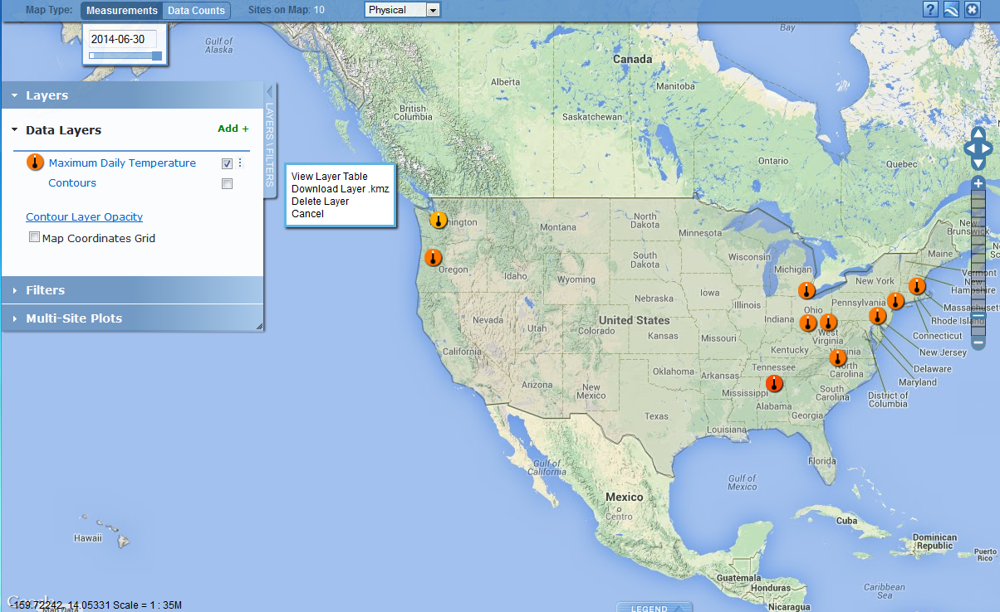 Map Type: Measurements Data Counts Sites on Map: 10 Physical ?
2014-06-30
Layers
Data Layers Add +
Maximum Daily Temperature
Contours
Contour Layer Opacity
Map Coordinates Grid
Filters
Multi-Site Plots
LAYERS \ FILTERS
View Layer Table
Download Layer .kmz
Delete Layer
Cancel
Gulf of
Alaska
Bay
Canada
Alberta
Manitoba
British
Columbia
Saskatchewan
Ontario
Quebec
New
Brunswick
Maine
Montana
North
Dakota
Minnesota
South
Dakota
Wisconsin
Michigan
New York
Vermont
New
Hampshire
Massachusetts
Rhode Island
Connecticut
New Jersey
Delaware
Maryland
District of
Columbia
Oregon
Idaho
Wyoming
Nebraska
Iowa
Illinois
Indiana
Ohio
Pennsylvania
West
Virginia
Virginia
Nevada
Utah
Colorado
United States
Kansas
Missouri
Kentucky
California
Arizona
New
Mexico
Oklahoma
Arkansas
Tennessee
North
Carolina
South
Carolina
Mississippi
Alabama
Georgia
Texas
Louisiana
Florida
Gulf of
California
Gulf of
Mexico
Mexico
Centro
Cuba
Dominican
Republic
Puerto
Rico
Guatemala
Honduras
Nicaragua
Caribbean
Sea
Hawaii
Google
-159.72242, 14.05331 Scale = 1 : 35M
Map Data
LEGEND